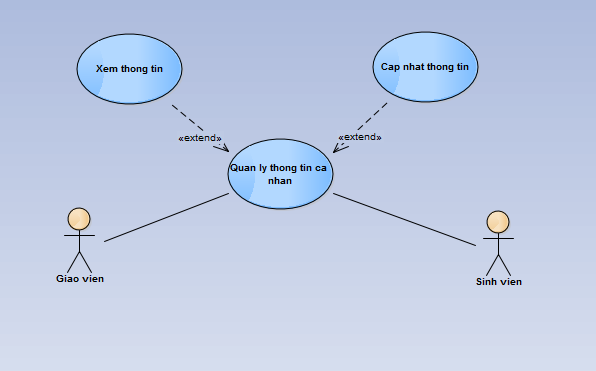 Xem thong tin
Cap nhat thong tin
«extend»
«extend»
Quan ly thong tin ca
nhan
Giao vien
Sinh vien